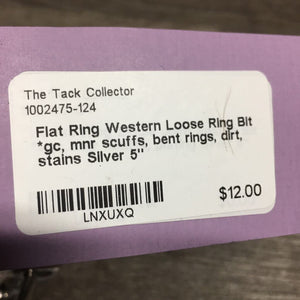 The Tack Collector
1002475-124
Flat Ring Western Loose Ring Bit
*gc, mnr scuffs, bent rings, dirt,
stains Silver 5"
$12.00
LNXUXQ